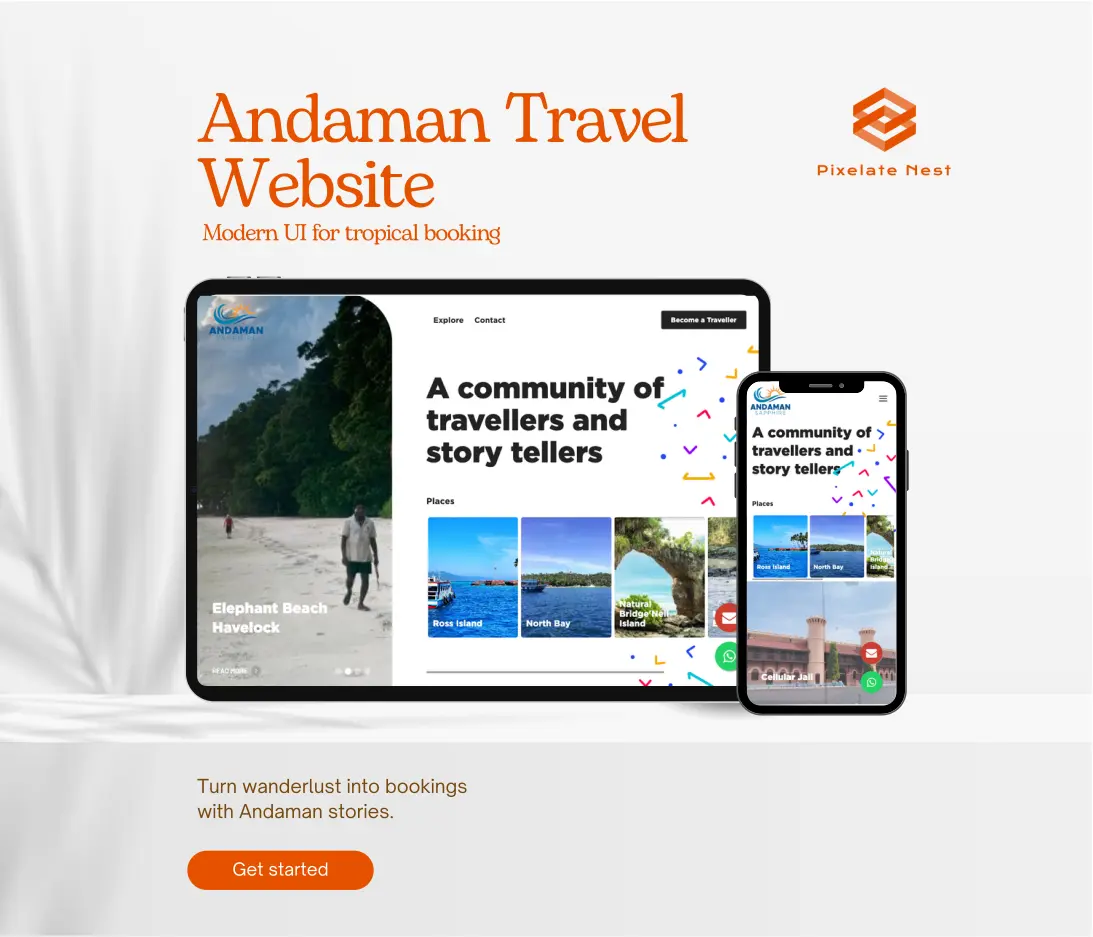 Andaman Travel
Website
Modern UI for tropical booking
Pixelate Nest
ANDAMAN
Explore Contact
Become a Traveller
A community of
travellers and
story tellers
Places
Ross Island
North Bay
Natural
Bridge Neil
Island
Elephant Beach
Havelock
READ MORE
ANDAMAN
SAPPHIRE
A community of
travellers and
story tellers
Places
Ross Island
North Bay
Natural
Bridge
Island
Cellular Jail
Turn wanderlust into bookings
with Andaman stories.
Get started